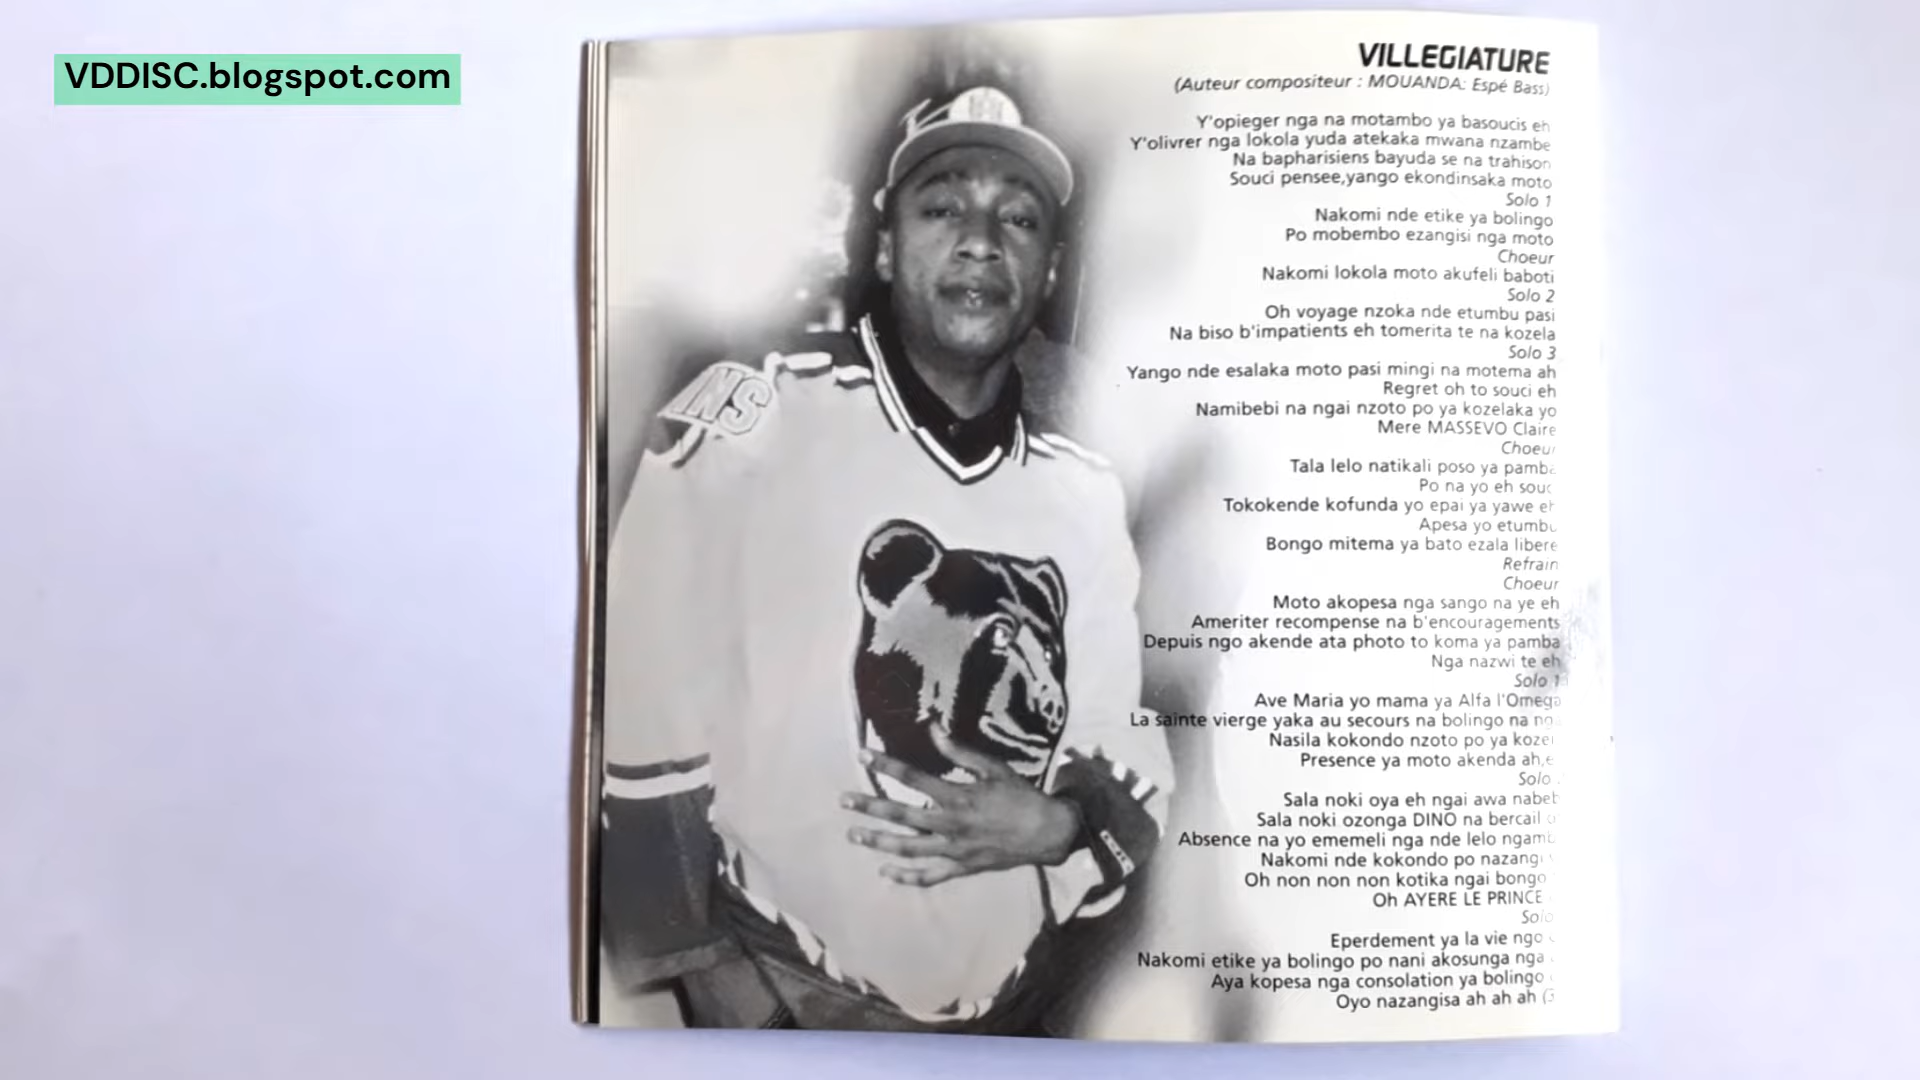 VDDISC.blogspot.com
VILLEGIATURE
(Auteur compositeur : MOUANDA: Espé Bass)
Y'opieger nga na motambo ya basoucis eh
Y'olivrer nga lokola yuda atekaka mwana nzambe
Na bapharisiens bayuda se na trahison
Souci pensee,yango ekondinsaka moto
Solo 1
Nakomi nde etike ya bolingo
Po mobembo ezangisi nga moto
Choeur
Nakomi lokola moto akufeli baboti
Solo 2
Oh voyage nzoka nde etumbu pasi
Na biso b'impatients eh tomerita te na kozela
Solo 3
Yango nde esalaka moto pasi mingi na motema ah
Regret oh to souci eh
Namibebi na ngai nzoto po ya kozelaka yo
Mere MASSEVO Claire
Choeur
Tala lelo natikali poso ya pamba
Po na yo eh
Tokokende kofunda yo epai ya yawe eh
Apesa yo etumbu
Bongo mitema ya bato ezala libere
Refrain
Choeur
Moto akopesa nga sango na ye eh
Ameriter recompense na b'encouragements
Depuis ngo akende ata photo to koma ya pamba
Nga nazwi te eh
Solo 1
Ave Maria yo mama ya Alfa l'Omega
La sainte vierge yaka au secours na bolingo na
Nasila kokondo nzoto po ya
Presence ya moto akenda
Solo
Sala noki oya eh ngai awa
Sala noki ozonga DINO na bercail
Absence na yo ememeli nga nde lelo
Nakomi nde kokondo po
Oh non non non kotika ngai bongo
Oh AYERE LE PRINCE
Solo
Eperdement ya la vie ngo
Nakomi etike ya bolingo po nani akosunga nga
Aya kopesa nga consolation ya bolingo
Oyo nazangisa ah ah ah (3
NS